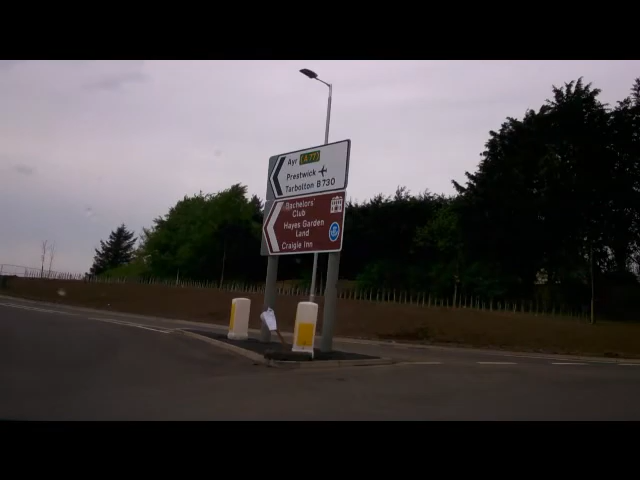 Ayr (A77)
Prestwick
Tarbolton B730
Bachelors'
Club
Hayes Garden
Land
Craigie Inn